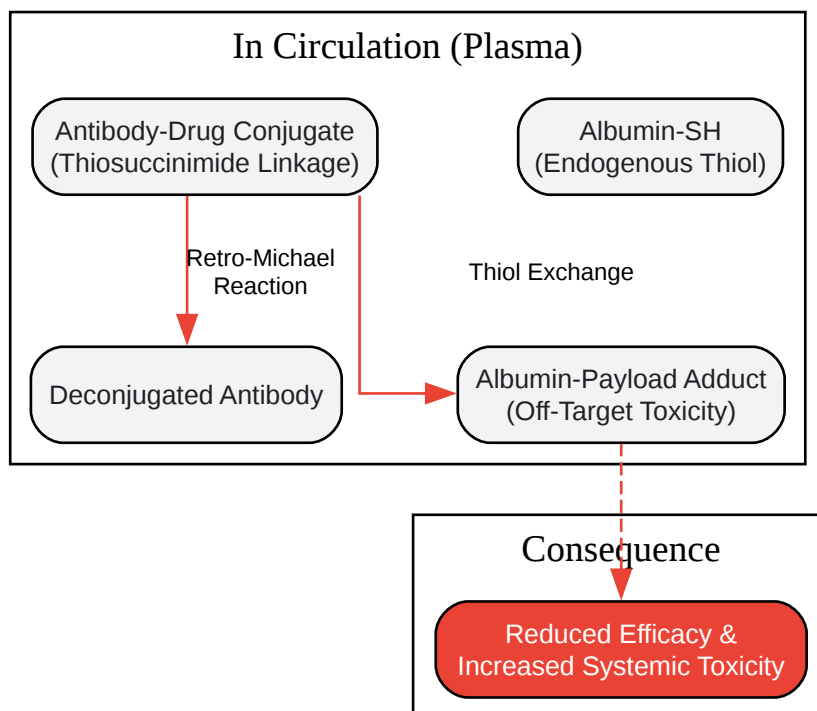 In Circulation (Plasma)
Antibody-Drug Conjugate
(Thiosuccinimide Linkage)
Albumin-SH
(Endogenous Thiol)
Retro-Michael
Reaction
Thiol Exchange
Deconjugated Antibody
Albumin-Payload Adduct
(Off-Target Toxicity)
Consequence
Reduced Efficacy &
Increased Systemic Toxicity